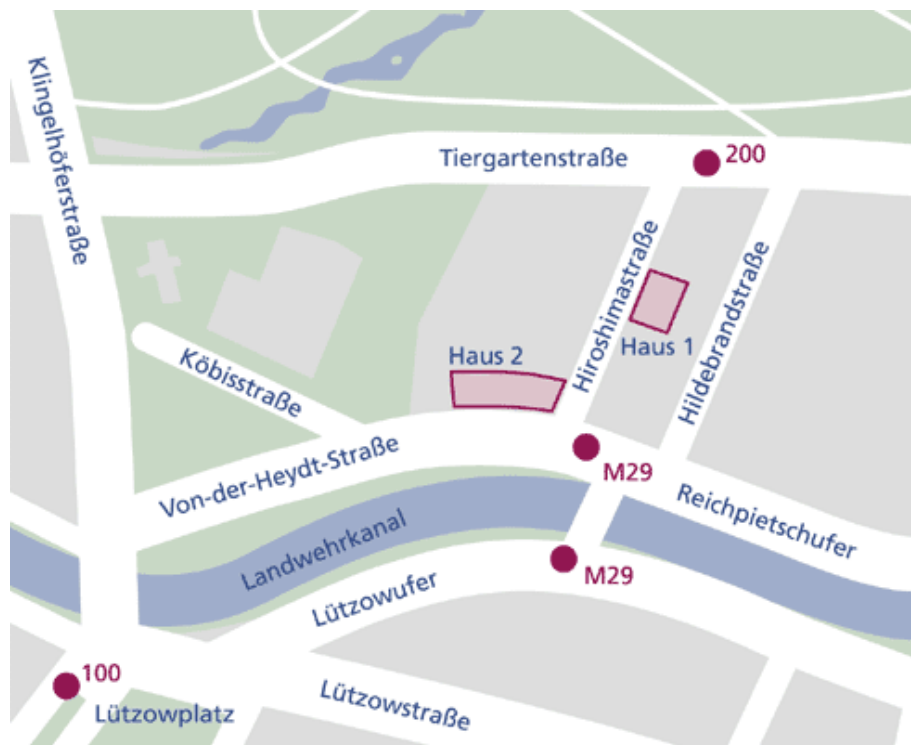 Klingelhöferstraße
Tiergartenstraße
200
Hiroshimastraße
Hildebrandstraße
Haus 1
Haus 2
Köbisstraße
Von-der-Heydt-Straße
M29
Reichpietschufer
Landwehrkanal
M29
Lützowufer
100
Lützowplatz
Lützowstraße